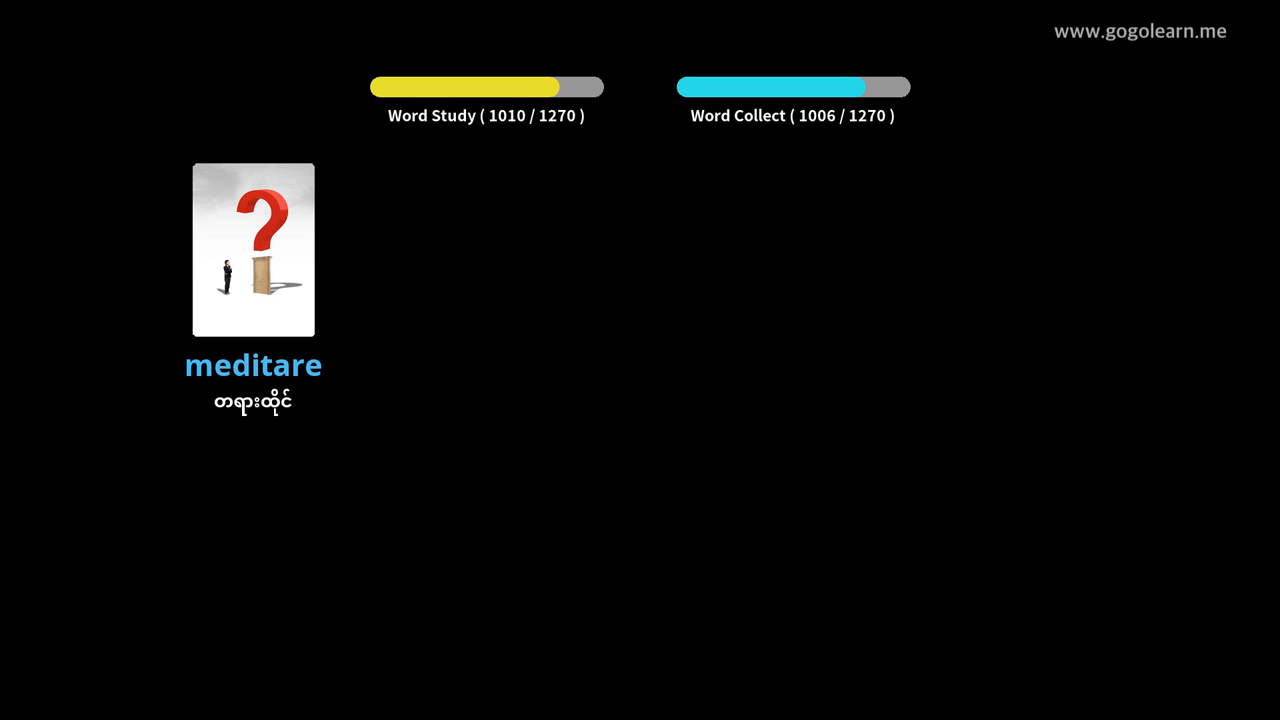 www.gogolearn.me
Word Study ( 1010 / 1270 )
Word Collect ( 1006 / 1270 )
meditare
တရားထိုင်